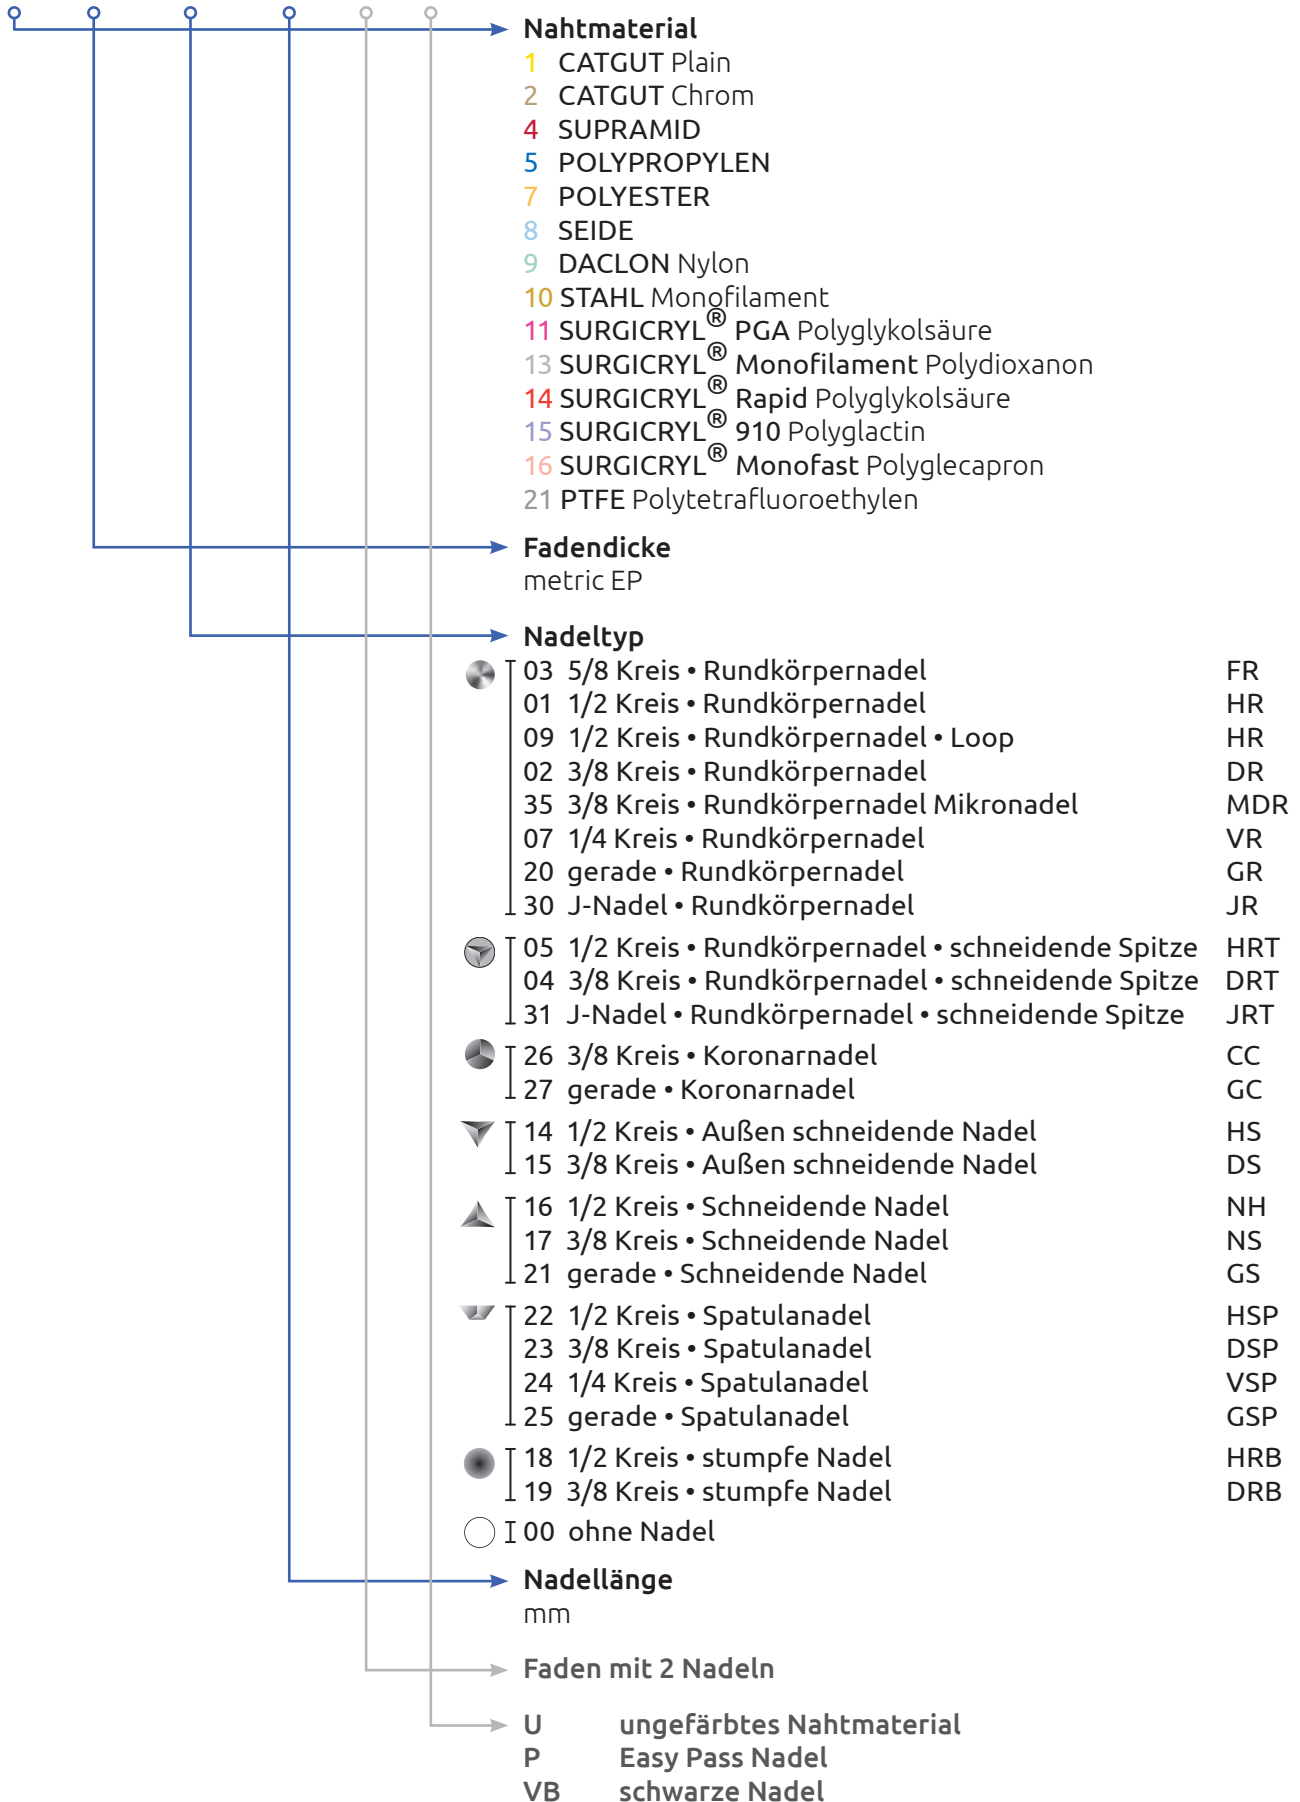 Nahtmaterial
1 CATGUT Plain
2 CATGUT Chrom
4 SUPRAMID
5 POLYPROPYLEN
7 POLYESTER
8 SEIDE
9 DACLON Nylon
10 STAHL Monofilament
11 SURGICRYL® PGA Polyglykolsäure
13 SURGICRYL® Monofilament Polydioxanon
14 SURGICRYL® Rapid Polyglykolsäure
15 SURGICRYL® 910 Polyglactin
16 SURGICRYL® Monofast Polyglecapron
21 PTFE Polytetrafluoroethylen
Fadendicke
metric EP
Nadeltyp
03 5/8 Kreis • Rundkörpernadel FR
01 1/2 Kreis • Rundkörpernadel HR
09 1/2 Kreis • Rundkörpernadel • Loop HR
02 3/8 Kreis • Rundkörpernadel DR
35 3/8 Kreis • Rundkörpernadel Mikronadel MDR
07 1/4 Kreis • Rundkörpernadel VR
20 gerade • Rundkörpernadel GR
30 J-Nadel • Rundkörpernadel JR
05 1/2 Kreis • Rundkörpernadel • schneidende Spitze HRT
04 3/8 Kreis • Rundkörpernadel • schneidende Spitze DRT
31 J-Nadel • Rundkörpernadel • schneidende Spitze JRT
26 3/8 Kreis • Koronarnadel CC
27 gerade • Koronarnadel GC
14 1/2 Kreis • Außen schneidende Nadel HS
15 3/8 Kreis • Außen schneidende Nadel DS
16 1/2 Kreis • Schneidende Nadel NH
17 3/8 Kreis • Schneidende Nadel NS
21 gerade • Schneidende Nadel GS
22 1/2 Kreis • Spatulanadel HSP
23 3/8 Kreis • Spatulanadel DSP
24 1/4 Kreis • Spatulanadel VSP
25 gerade • Spatulanadel GSP
18 1/2 Kreis • stumpfe Nadel HRB
19 3/8 Kreis • stumpfe Nadel DRB
00 ohne Nadel
Nadellänge
mm
Faden mit 2 Nadeln
U ungefärbtes Nahtmaterial
P Easy Pass Nadel
VB schwarze Nadel